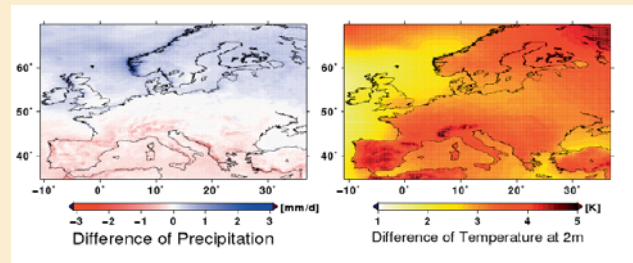 60° 60°
50° 50°
40° 40°
-10° 0° 10° 20° 30° -10° 0° 10° 20° 30°
-3 -2 -1 0 1 2 3 [mm/d] 1 2 3 4 5 [K]
Difference of Precipitation Difference of Temperature at 2m